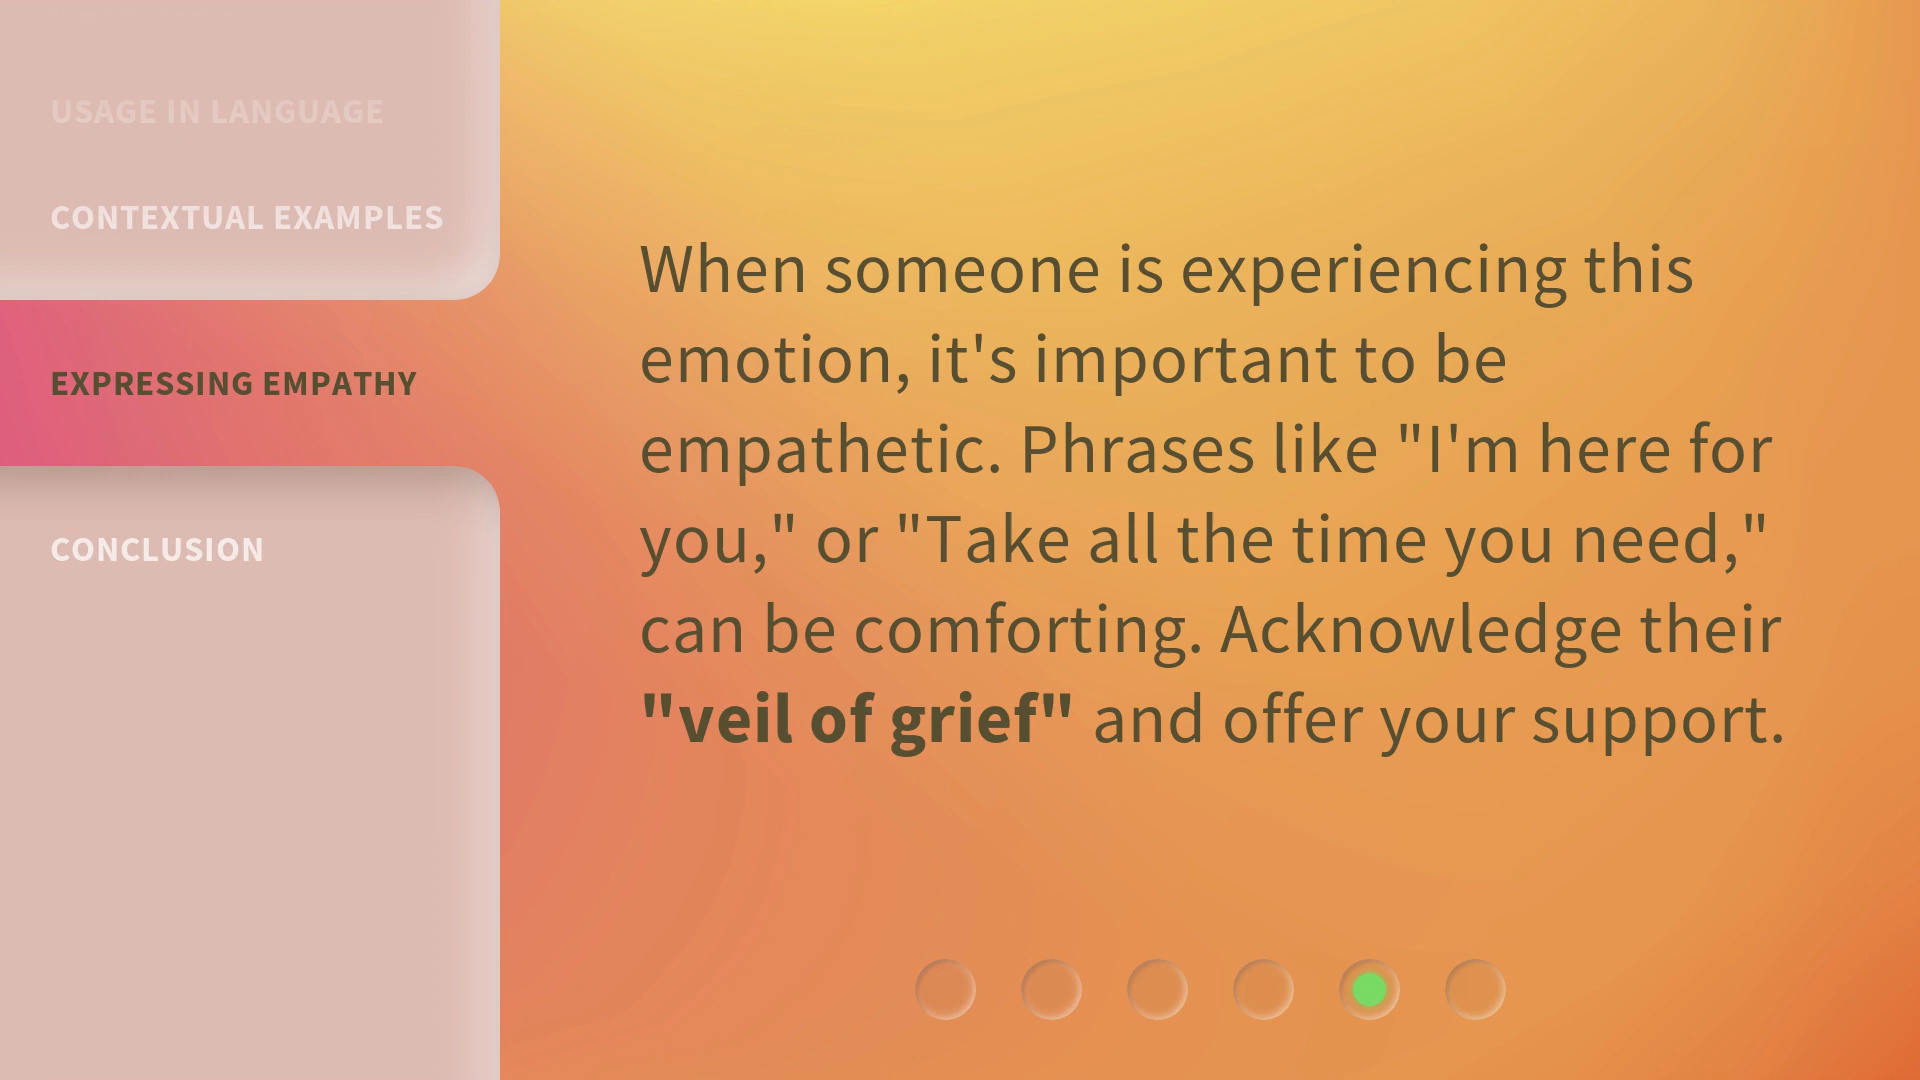 USAGE IN LANGUAGE
CONTEXTUAL EXAMPLES
EXPRESSING EMPATHY
CONCLUSION
When someone is experiencing this
emotion, it's important to be
empathetic. Phrases like "I'm here for
you," or "Take all the time you need,"
can be comforting. Acknowledge their
"veil of grief" and offer your support.